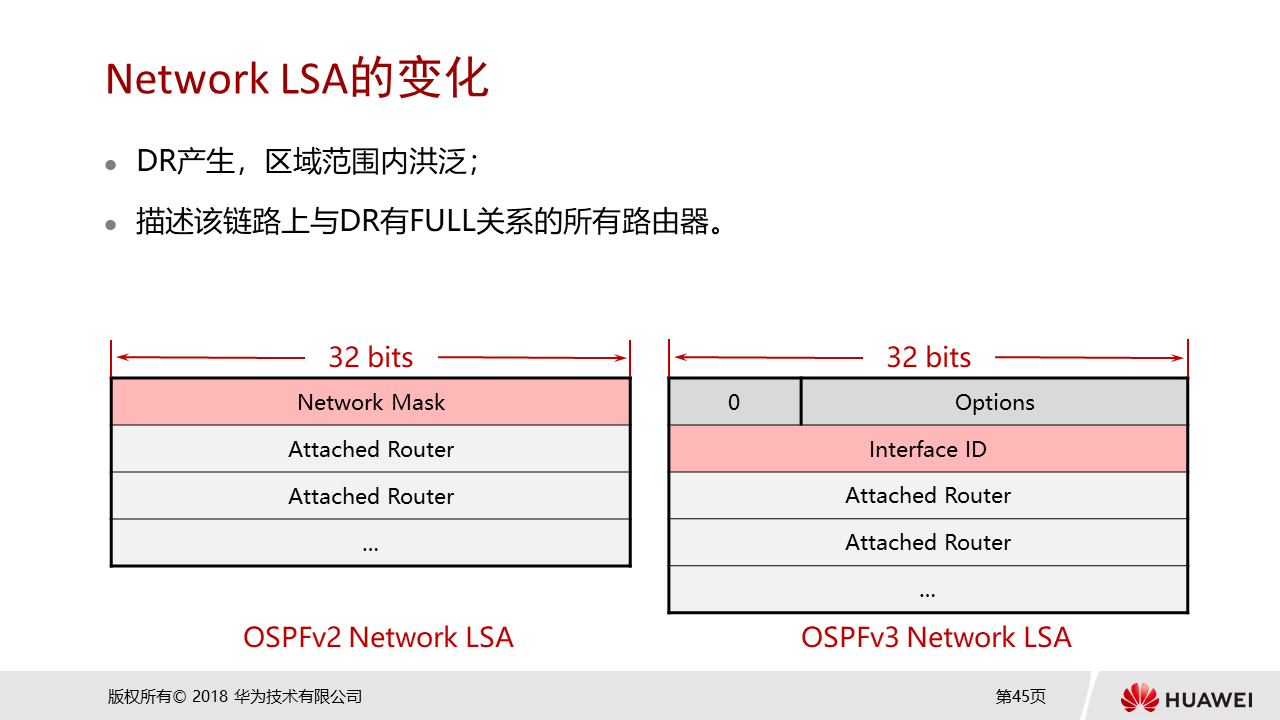 Network LSA的变化
DR产生，区域范围内洪泛；
描述该链路上与DR有FULL关系的所有路由器。
32 bits
Network Mask
Attached Router
Attached Router
...
OSPFv2 Network LSA
32 bits
0 Options
Interface ID
Attached Router
Attached Router
...
OSPFv3 Network LSA
版权所有© 2018 华为技术有限公司
第45页
HUAWEI